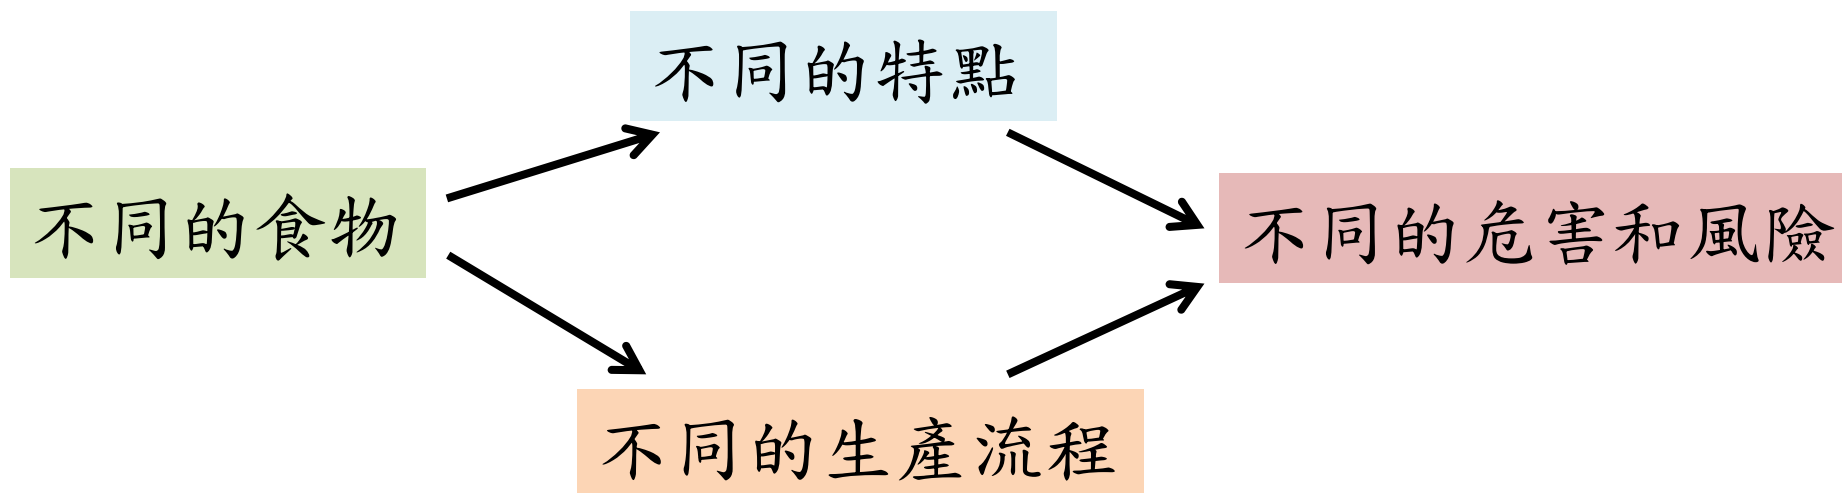 不同的特點
不同的食物
不同的危害和風險
不同的生產流程